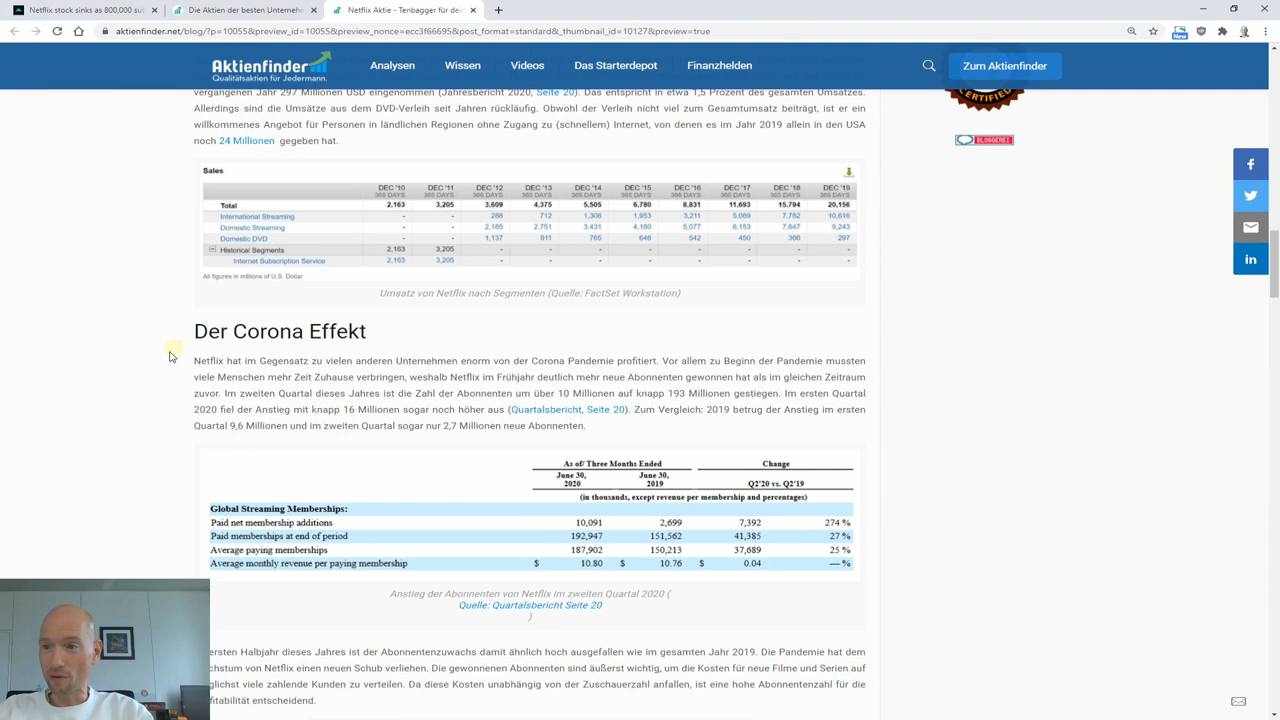 Netflix stock sinks as 800,000 sub
Die Aktien der besten Unternehm
Netflix Aktie - Tenbagger für dei
aktienfinder.net/blog/?p=10055&preview_id=10055&preview_nonce=ecc3f66695&post_format=standard&_thumbnail_id=10127&preview=true
New
Aktienfinder
Qualitätsaktien für Jedermann.
Analysen
Wissen
Videos
Das Starterdepot
Finanzhelden
Zum Aktienfinder
vergangenen Jahr 297 Millionen USD eingenommen (Jahresbericht 2020, Seite 20). Das entspricht in etwa 1,5 Prozent des gesamten Umsatzes.
Allerdings sind die Umsätze aus dem DVD-Verleih seit Jahren rückläufig. Obwohl der Verleih nicht viel zum Gesamtumsatz beiträgt, ist er ein
willkommenes Angebot für Personen in ländlichen Regionen ohne Zugang zu (schnellem) Internet, von denen es im Jahr 2019 allein in den USA
noch 24 Millionen gegeben hat.
CERTIFIED
BLOGGEREI
Sales
DEC '10 DEC '11 DEC '12 DEC '13 DEC '14 DEC '15 DEC '16 DEC '17 DEC '18 DEC '19
365 DAYS 365 DAYS 366 DAYS 365 DAYS 365 DAYS 365 DAYS 366 DAYS 365 DAYS 365 DAYS 365 DAYS
Total 2,163 3,205 3,609 4,375 5,505 6,780 8,831 11,693 15,794 20,156
International Streaming - - 288 712 1,308 1,953 3,211 5,089 7,782 10,616
Domestic Streaming - - 2,185 2,751 3,431 4,180 5,077 6,153 7,647 9,243
Domestic DVD - - 1,137 911 765 646 542 450 366 297
Historical Segments 2,163 3,205 - - - - - - - -
Internet Subscription Service 2,163 3,205 - - - - - - - -
All figures in millions of U.S. Dollar
Umsatz von Netflix nach Segmenten (Quelle: FactSet Workstation)
Der Corona Effekt
Netflix hat im Gegensatz zu vielen anderen Unternehmen enorm von der Corona Pandemie profitiert. Vor allem zu Beginn der Pandemie mussten
viele Menschen mehr Zeit Zuhause verbringen, weshalb Netflix im Frühjahr deutlich mehr neue Abonnenten gewonnen hat als im gleichen Zeitraum
zuvor. Im zweiten Quartal dieses Jahres ist die Zahl der Abonnenten um über 10 Millionen auf knapp 193 Millionen gestiegen. Im ersten Quartal
2020 fiel der Anstieg mit knapp 16 Millionen sogar noch höher aus (Quartalsbericht, Seite 20). Zum Vergleich: 2019 betrug der Anstieg im ersten
Quartal 9,6 Millionen und im zweiten Quartal sogar nur 2,7 Millionen neue Abonnenten.
As of/ Three Months Ended Change
June 30, 2020 June 30, 2019 Q2'20 vs. Q2'19
(in thousands, except revenue per membership and percentages)
Global Streaming Memberships:
Paid net membership additions 10,091 2,699 7,392 274 %
Paid memberships at end of period 192,947 151,562 41,385 27 %
Average paying memberships 187,902 150,213 37,689 25 %
Average monthly revenue per paying membership $ 10.80 $ 10.76 $ 0.04 — %
Anstieg der Abonnenten von Netflix im zweiten Quartal 2020 (
Quelle: Quartalsbericht Seite 20
)
ersten Halbjahr dieses Jahres ist der Abonnentenzuwachs damit ähnlich hoch ausgefallen wie im gesamten Jahr 2019. Die Pandemie hat dem
chstum von Netflix einen neuen Schub verliehen. Die gewonnenen Abonnenten sind äußerst wichtig, um die Kosten für neue Filme und Serien auf
glichst viele zahlende Kunden zu verteilen. Da diese Kosten unabhängig von der Zuschauerzahl anfallen, ist eine hohe Abonnentenzahl für die
fitabilität entscheidend.